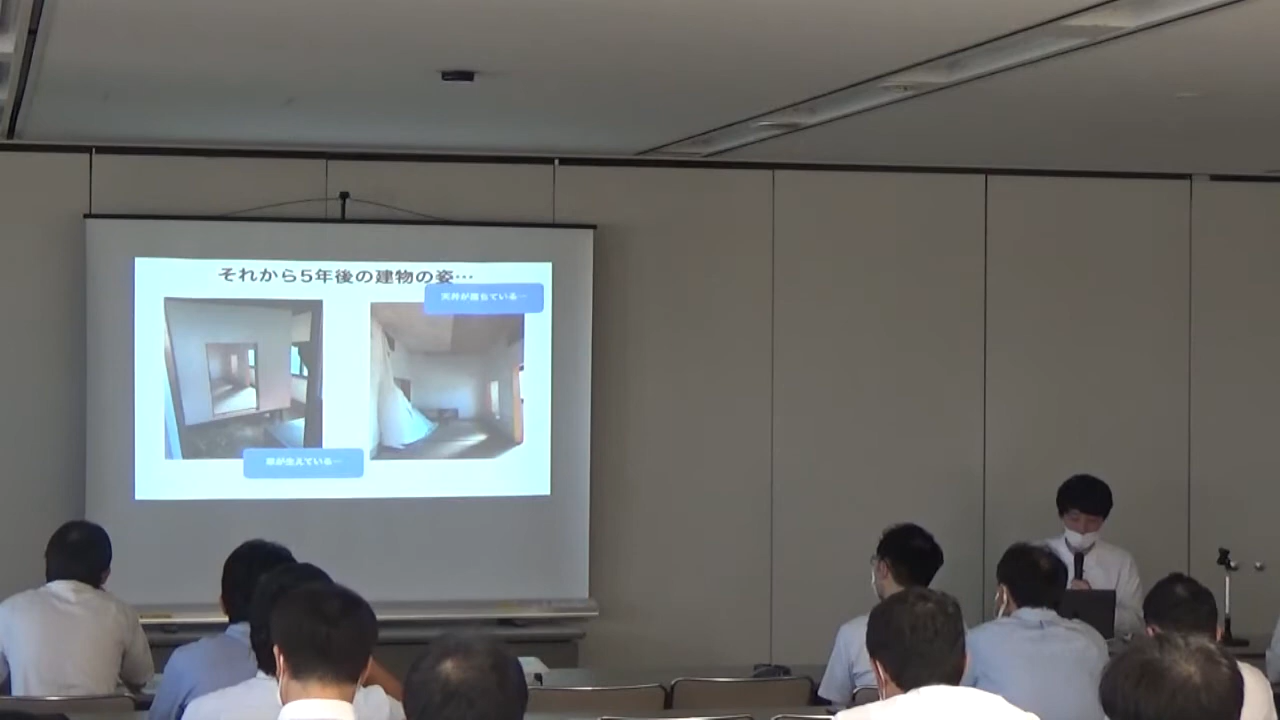 それから5年後の建物の姿…
天井が落ちている…
草が生えている…